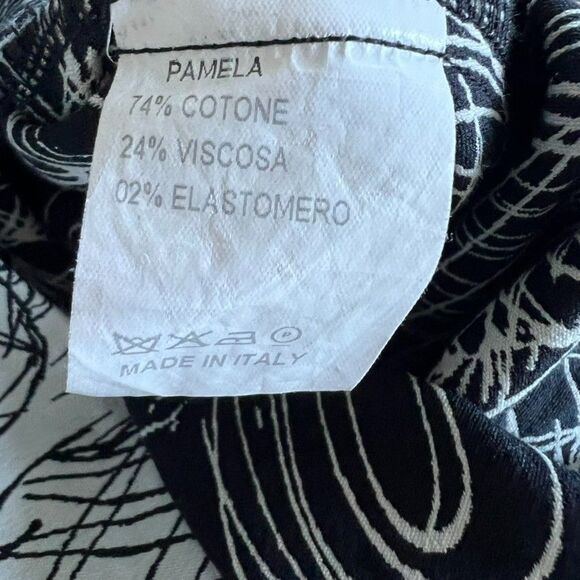 PAMELA
74% COTONE
24% VISCOSA
02% ELASTOMERO
MADE IN ITALY